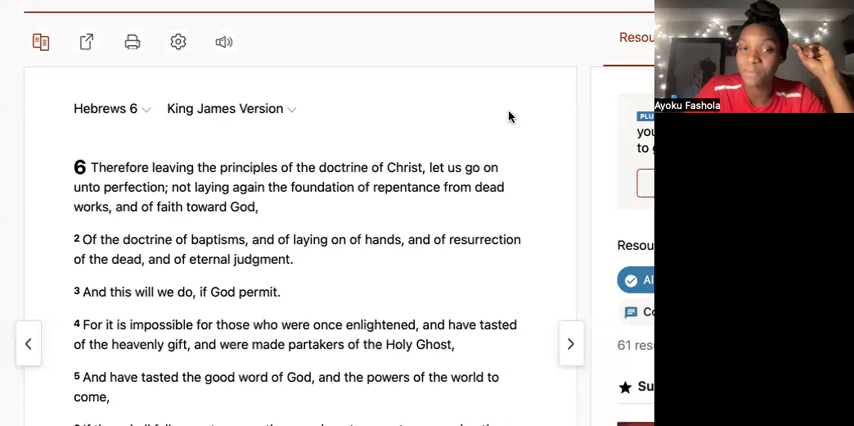 Hebrews 6 King James Version
6 Therefore leaving the principles of the doctrine of Christ, let us go on
unto perfection; not laying again the foundation of repentance from dead
works, and of faith toward God,
2 Of the doctrine of baptisms, and of laying on of hands, and of resurrection
of the dead, and of eternal judgment.
3 And this will we do, if God permit.
4 For it is impossible for those who were once enlightened, and have tasted
of the heavenly gift, and were made partakers of the Holy Ghost,
5 And have tasted the good word of God, and the powers of the world to
come,
Resou
PLU
you
to
Resou
Al
Co
61 res
Su
Ayoku Fashola